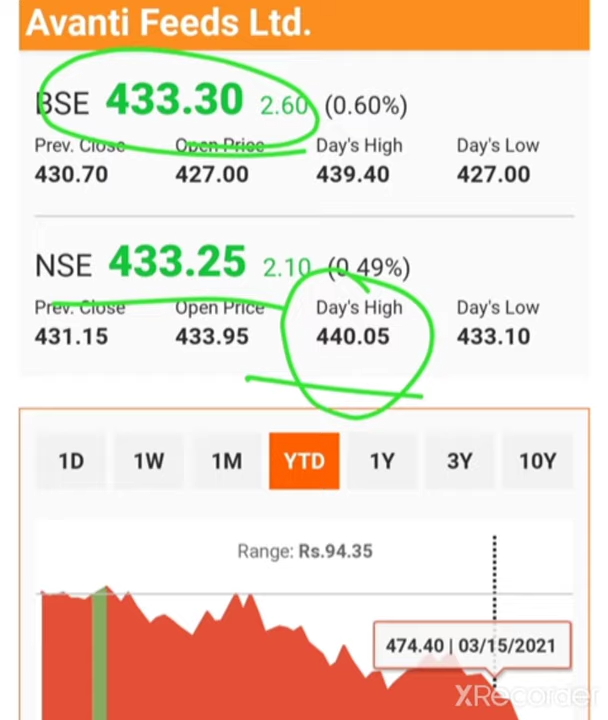 Avanti Feeds Ltd.
BSE 433.30 2.60 (0.60%)
Prev. Close Open Price Day's High Day's Low
430.70 427.00 439.40 427.00
NSE 433.25 2.10 (0.49%)
Prev. Close Open Price Day's High Day's Low
431.15 433.95 440.05 433.10
1D 1W 1M YTD 1Y 3Y 10Y
Range: Rs.94.35
474.40 | 03/15/2021
XRecorder